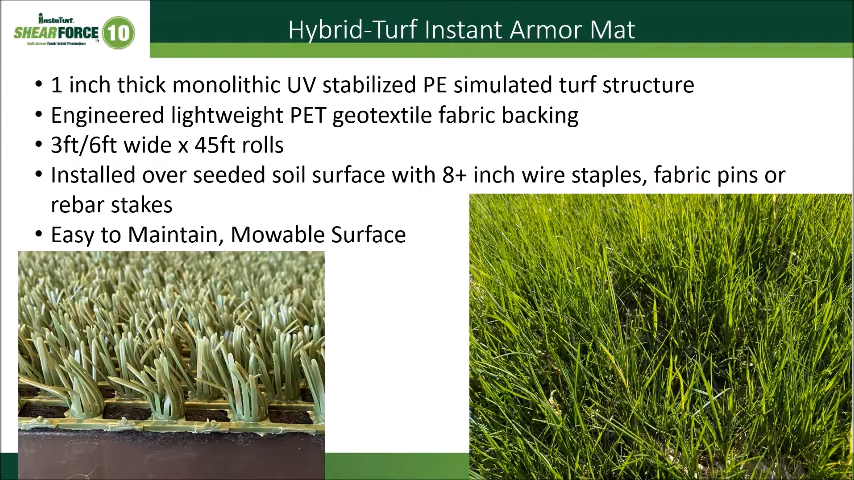 InstaTurf
SHEARFORCE 10
Hybrid-Turf Instant Armor Mat
• 1 inch thick monolithic UV stabilized PE simulated turf structure
• Engineered lightweight PET geotextile fabric backing
• 3ft/6ft wide x 45ft rolls
• Installed over seeded soil surface with 8+ inch wire staples, fabric pins or
rebar stakes
• Easy to Maintain, Mowable Surface